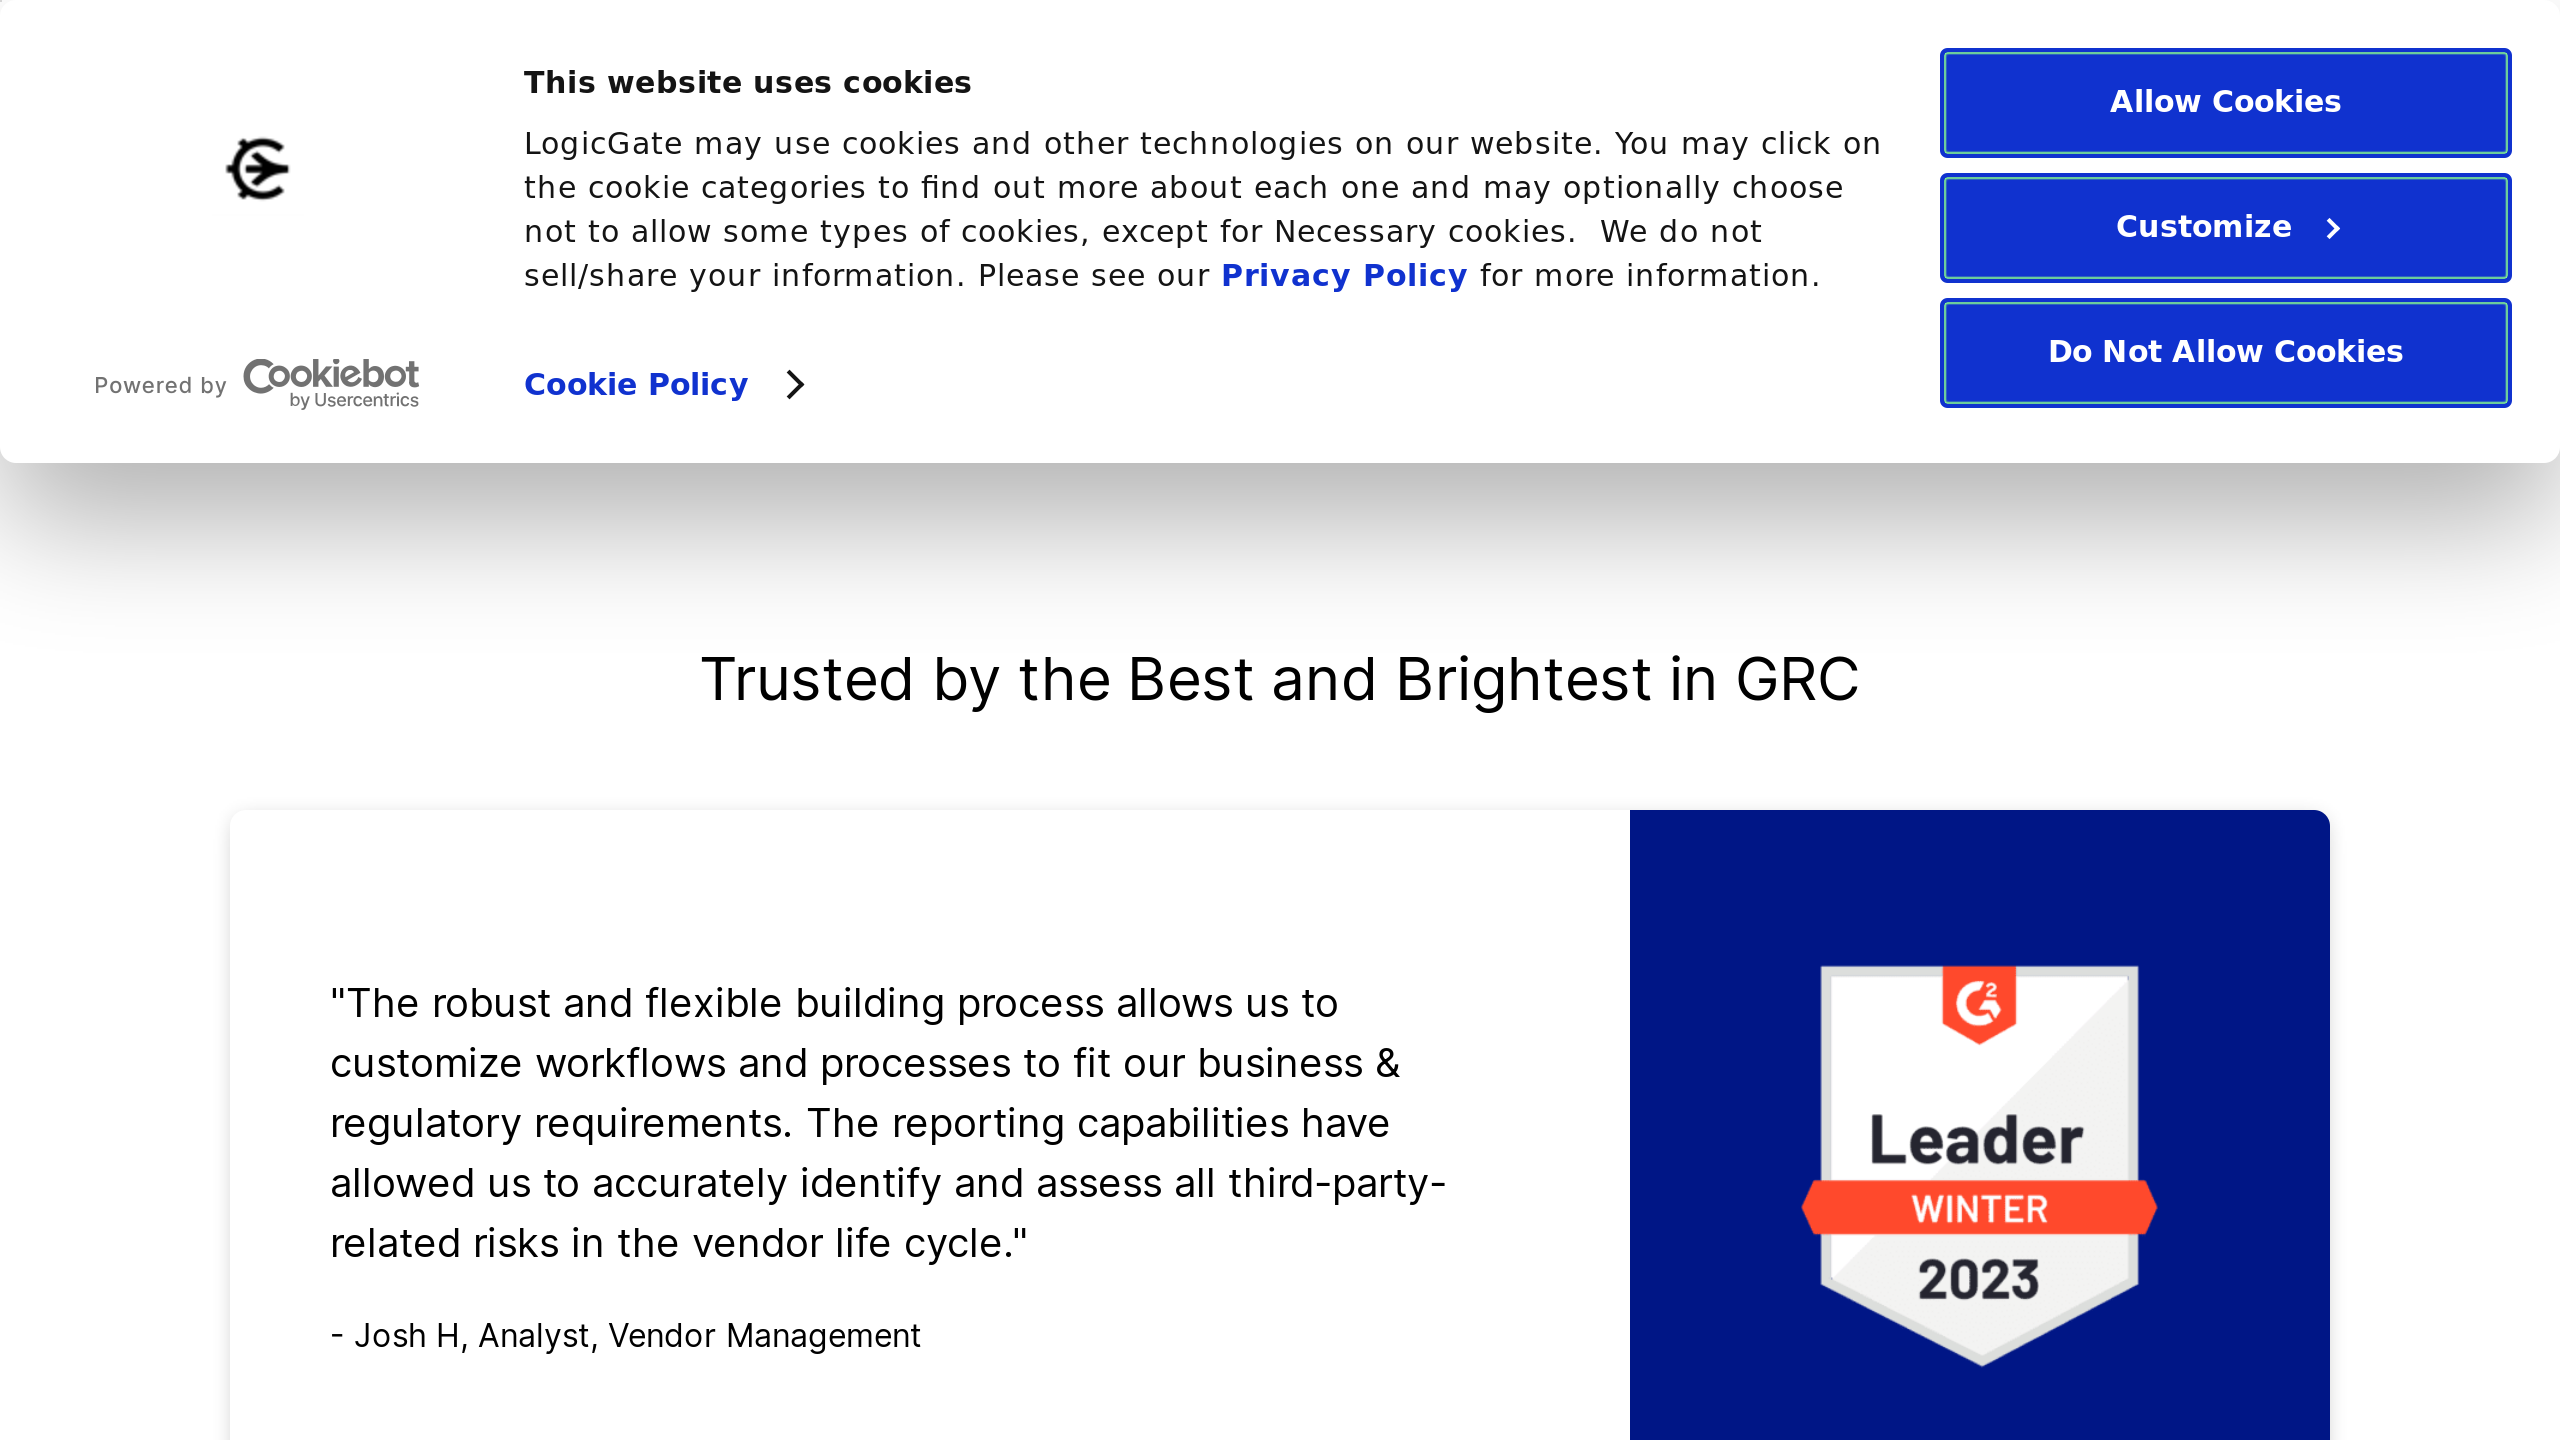 This website uses cookies
LogicGate may use cookies and other technologies on our website. You may click on
the cookie categories to find out more about each one and may optionally choose
not to allow some types of cookies, except for Necessary cookies.  We do not
sell/share your information. Please see our Privacy Policy for more information.
Powered by Cookiebot
by Usercentrics
Cookie Policy
Allow Cookies
Customize
Do Not Allow Cookies
Trusted by the Best and Brightest in GRC
"The robust and flexible building process allows us to
customize workflows and processes to fit our business &
regulatory requirements. The reporting capabilities have
allowed us to accurately identify and assess all third-party-
related risks in the vendor life cycle."
- Josh H, Analyst, Vendor Management
G2
Leader
WINTER
2023